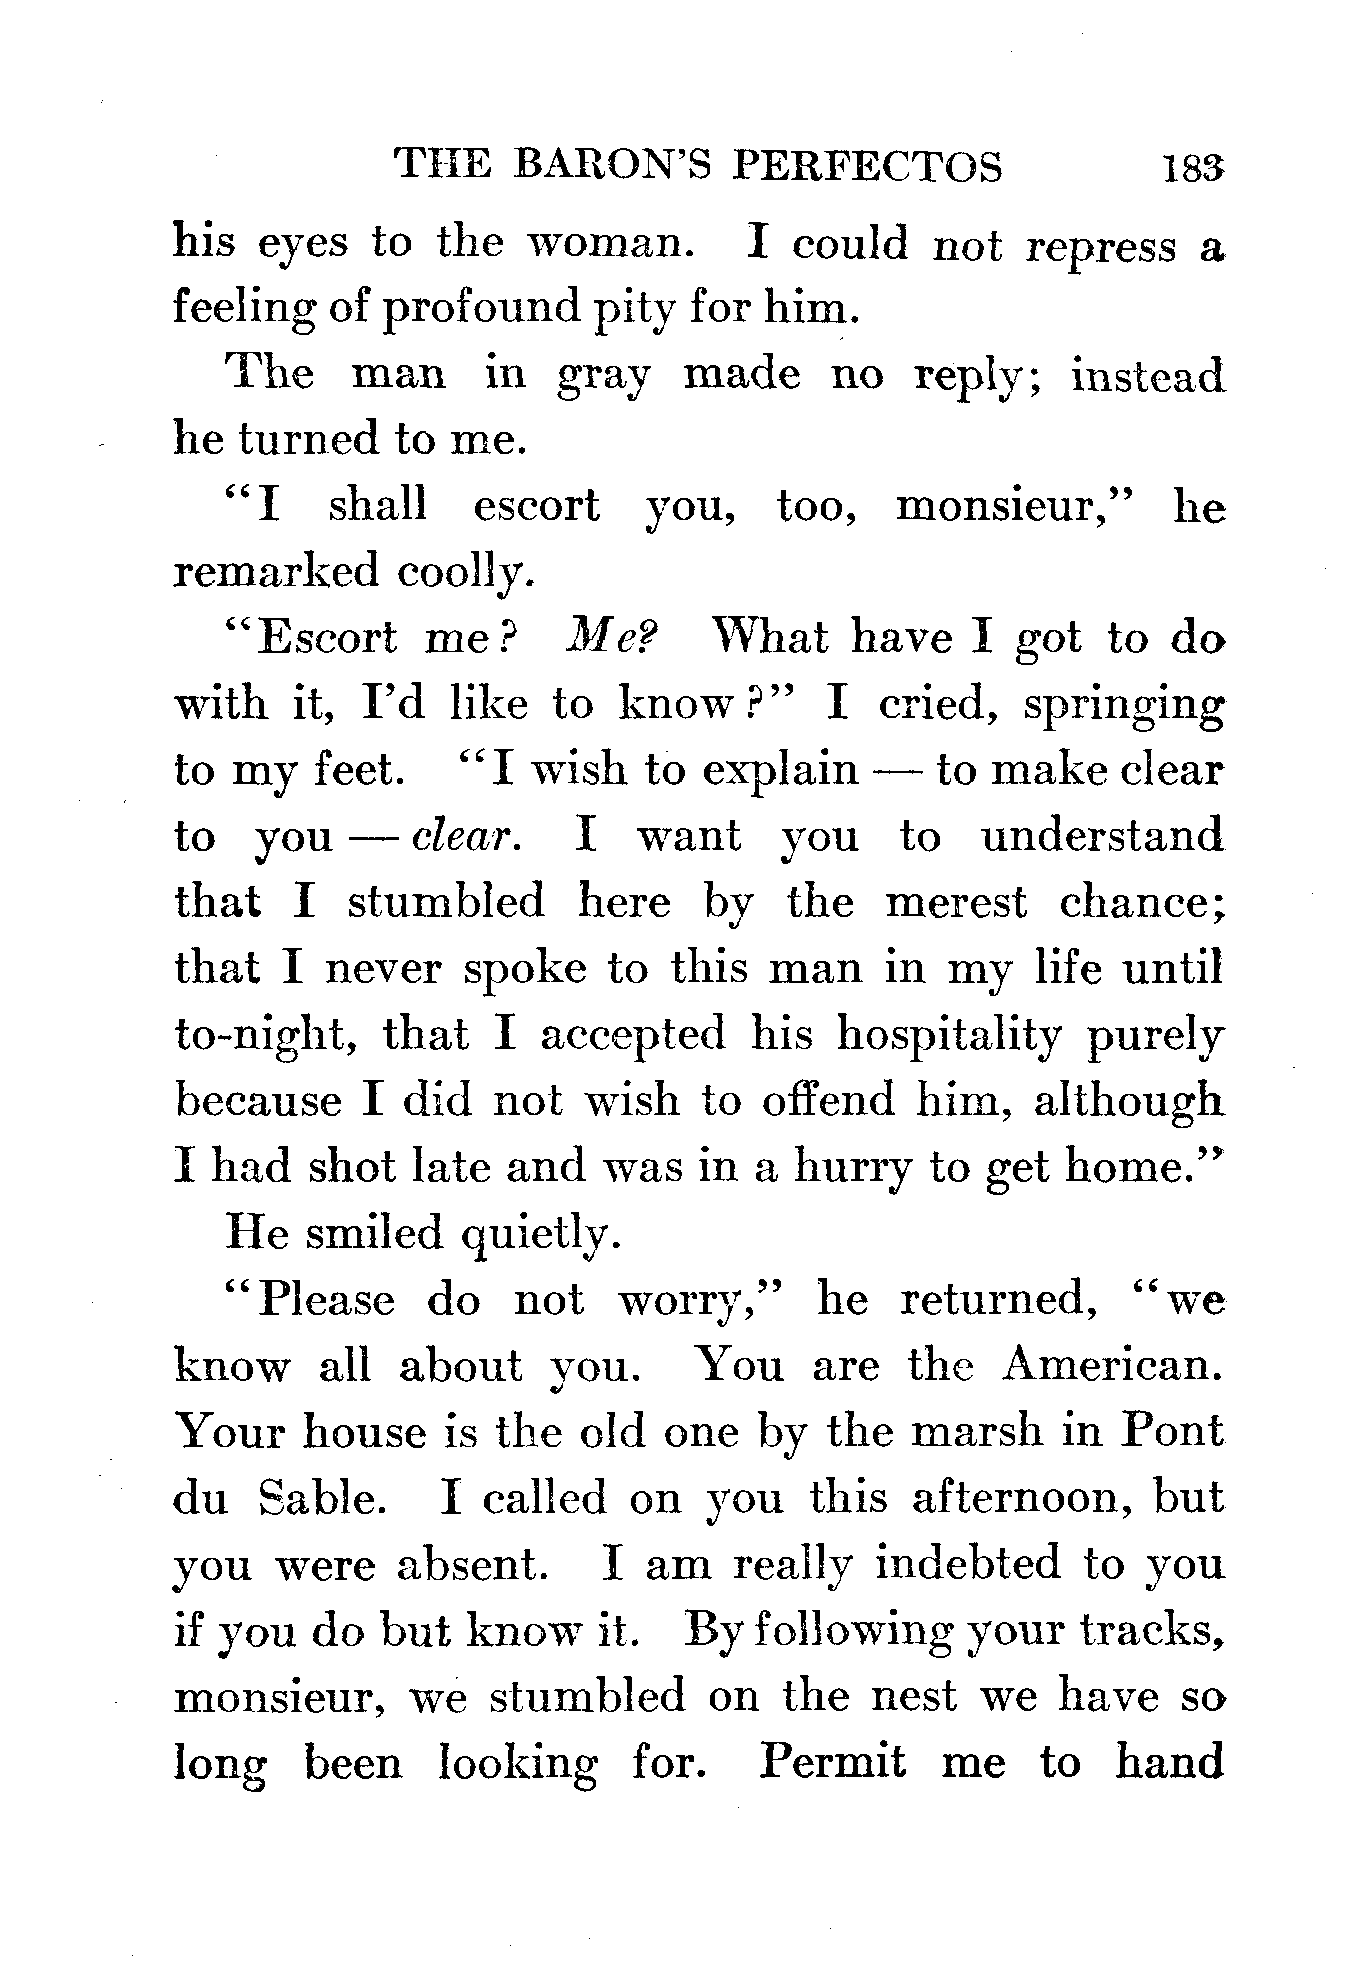 THE BARON'S PERFECTOS 183
his eyes to the woman. I could not repress a
feeling of profound pity for him.
The man in gray made no reply; instead
he turned to me.
"I shall escort you, too, monsieur," he
remarked coolly.
"Escort me? Me? What have I got to do
with it, I'd like to know?" I cried, springing
to my feet. "I wish to explain — to make clear
to you — clear. I want you to understand
that I stumbled here by the merest chance;
that I never spoke to this man in my life until
to-night, that I accepted his hospitality purely
because I did not wish to offend him, although
I had shot late and was in a hurry to get home."
He smiled quietly.
"Please do not worry," he returned, "we
know all about you. You are the American.
Your house is the old one by the marsh in Pont
du Sable. I called on you this afternoon, but
you were absent. I am really indebted to you
if you do but know it. By following your tracks,
monsieur, we stumbled on the nest we have so
long been looking for. Permit me to hand